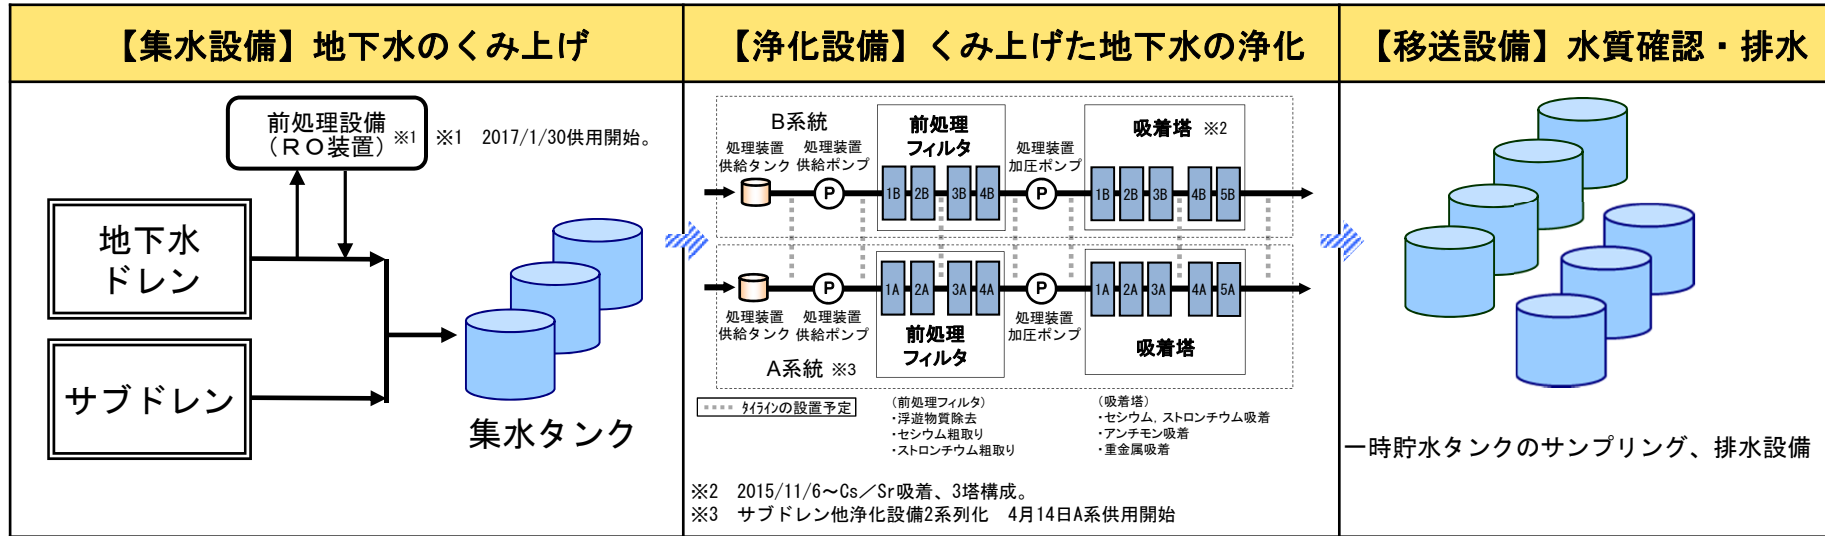 【集水設備】地下水のくみ上げ
【浄化設備】くみ上げた地下水の浄化
【移送設備】水質確認・排水
前処理設備
(RO装置)※1
※1　2017/1/30供用開始。
地下水
ドレン
サブドレン
集水タンク
B系統
処理装置
供給タンク
処理装置
供給ポンプ
前処理
フィルタ
処理装置
加圧ポンプ
吸着塔 ※2
P
1B 2B 3B 4B
P
1B 2B 3B 4B 5B
P
1A 2A 3A 4A
P
1A 2A 3A 4A 5A
処理装置
供給タンク
処理装置
供給ポンプ
前処理
フィルタ
処理装置
加圧ポンプ
吸着塔
A系統 ※3
タイラインの設置予定
(前処理フィルタ)
・浮遊物質除去
・セシウム粗取り
・ストロンチウム粗取り
(吸着塔)
・セシウム,ストロンチウム吸着
・アンチモン吸着
・重金属吸着
※2　2015/11/6～Cs／Sr吸着、3塔構成。
※3　サブドレン他浄化設備2系列化　4月14日A系供用開始
一時貯水タンクのサンプリング、排水設備